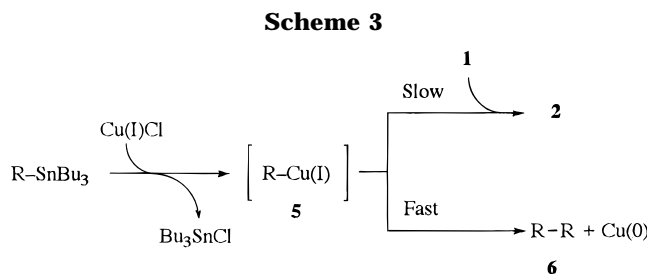 Scheme 3
1
Slow
2
Cu(I)Cl
R–SnBu₃
[ R–Cu(I) ]
5
Bu₃SnCl
Fast
R–R + Cu(0)
6